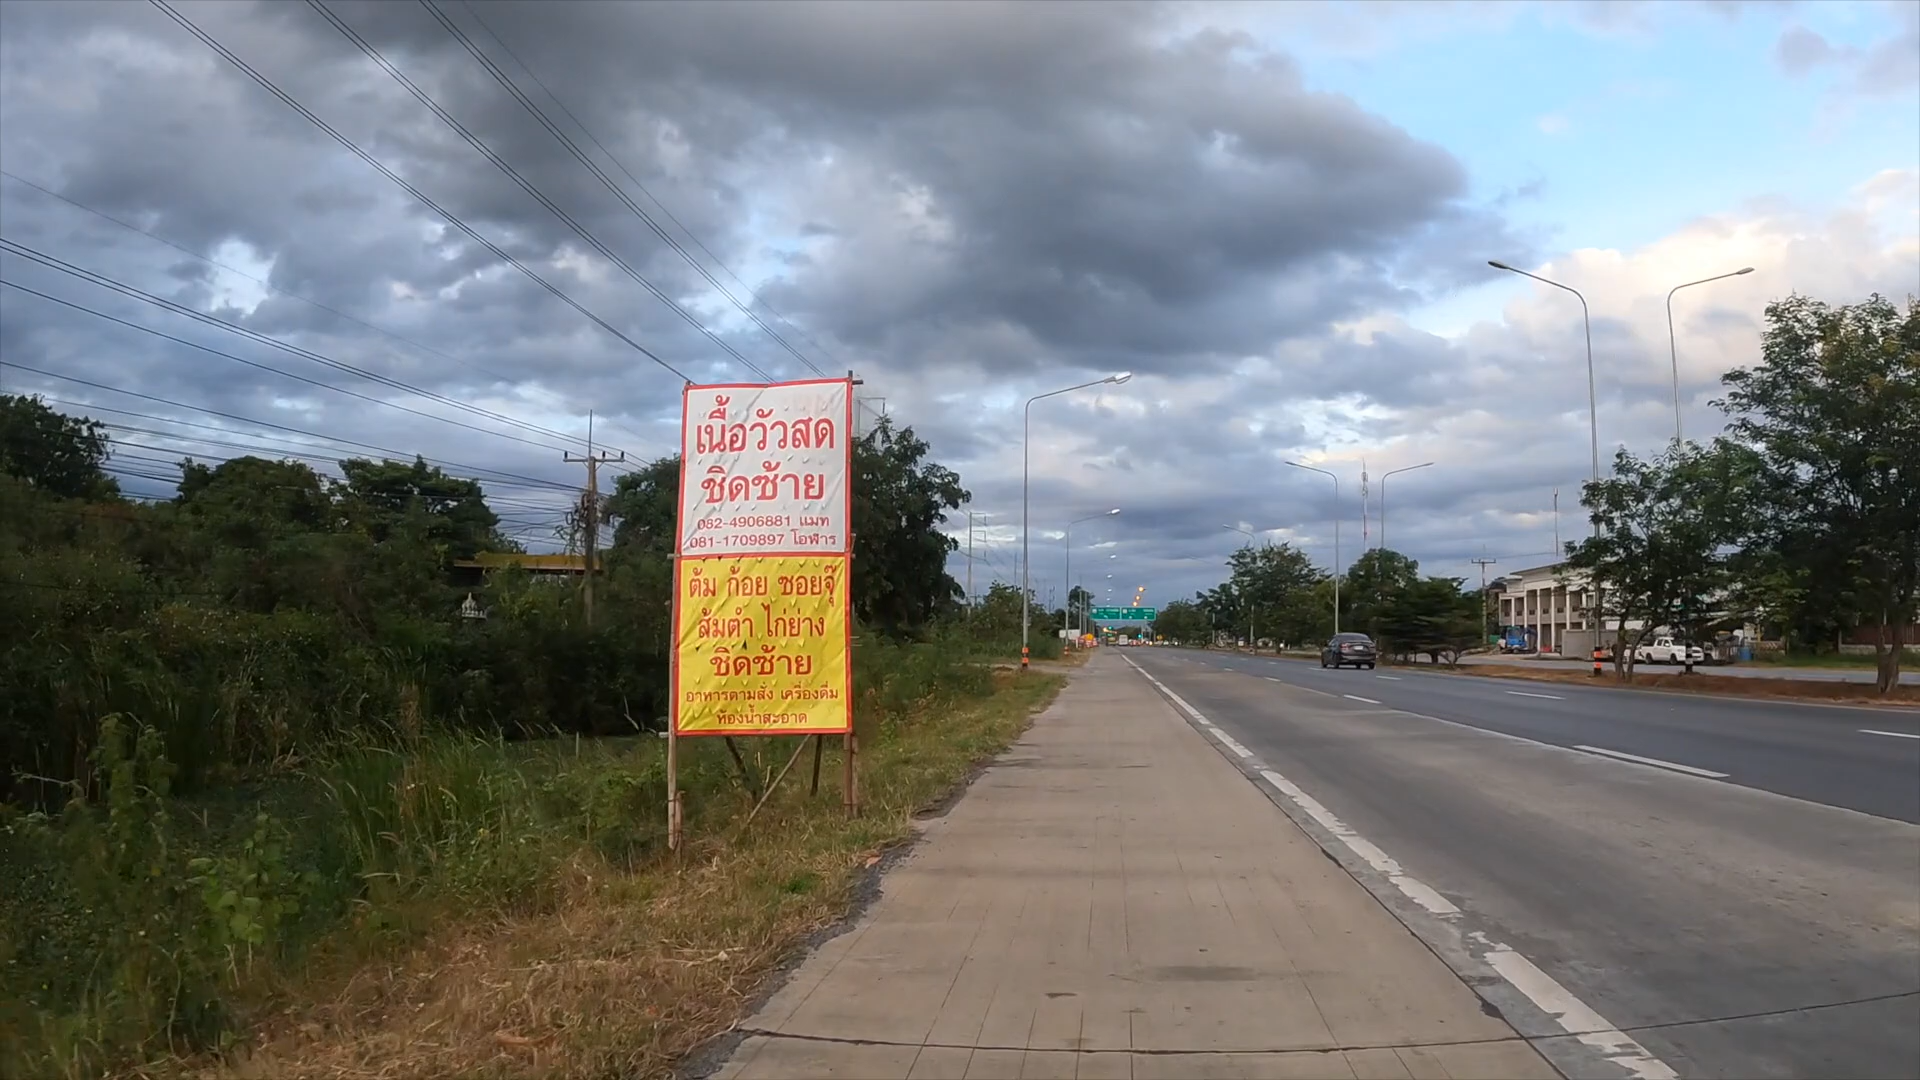 เนื้อวัวสด
ชิดซ้าย
082-4906881 แมท
081-1709897 โอฬาร
ต้ม ก้อย ซอยจุ๊
ส้มตำ ไก่ย่าง
ชิดซ้าย
อาหารตามสั่ง เครื่องดื่ม
ห้องน้ำสะอาด